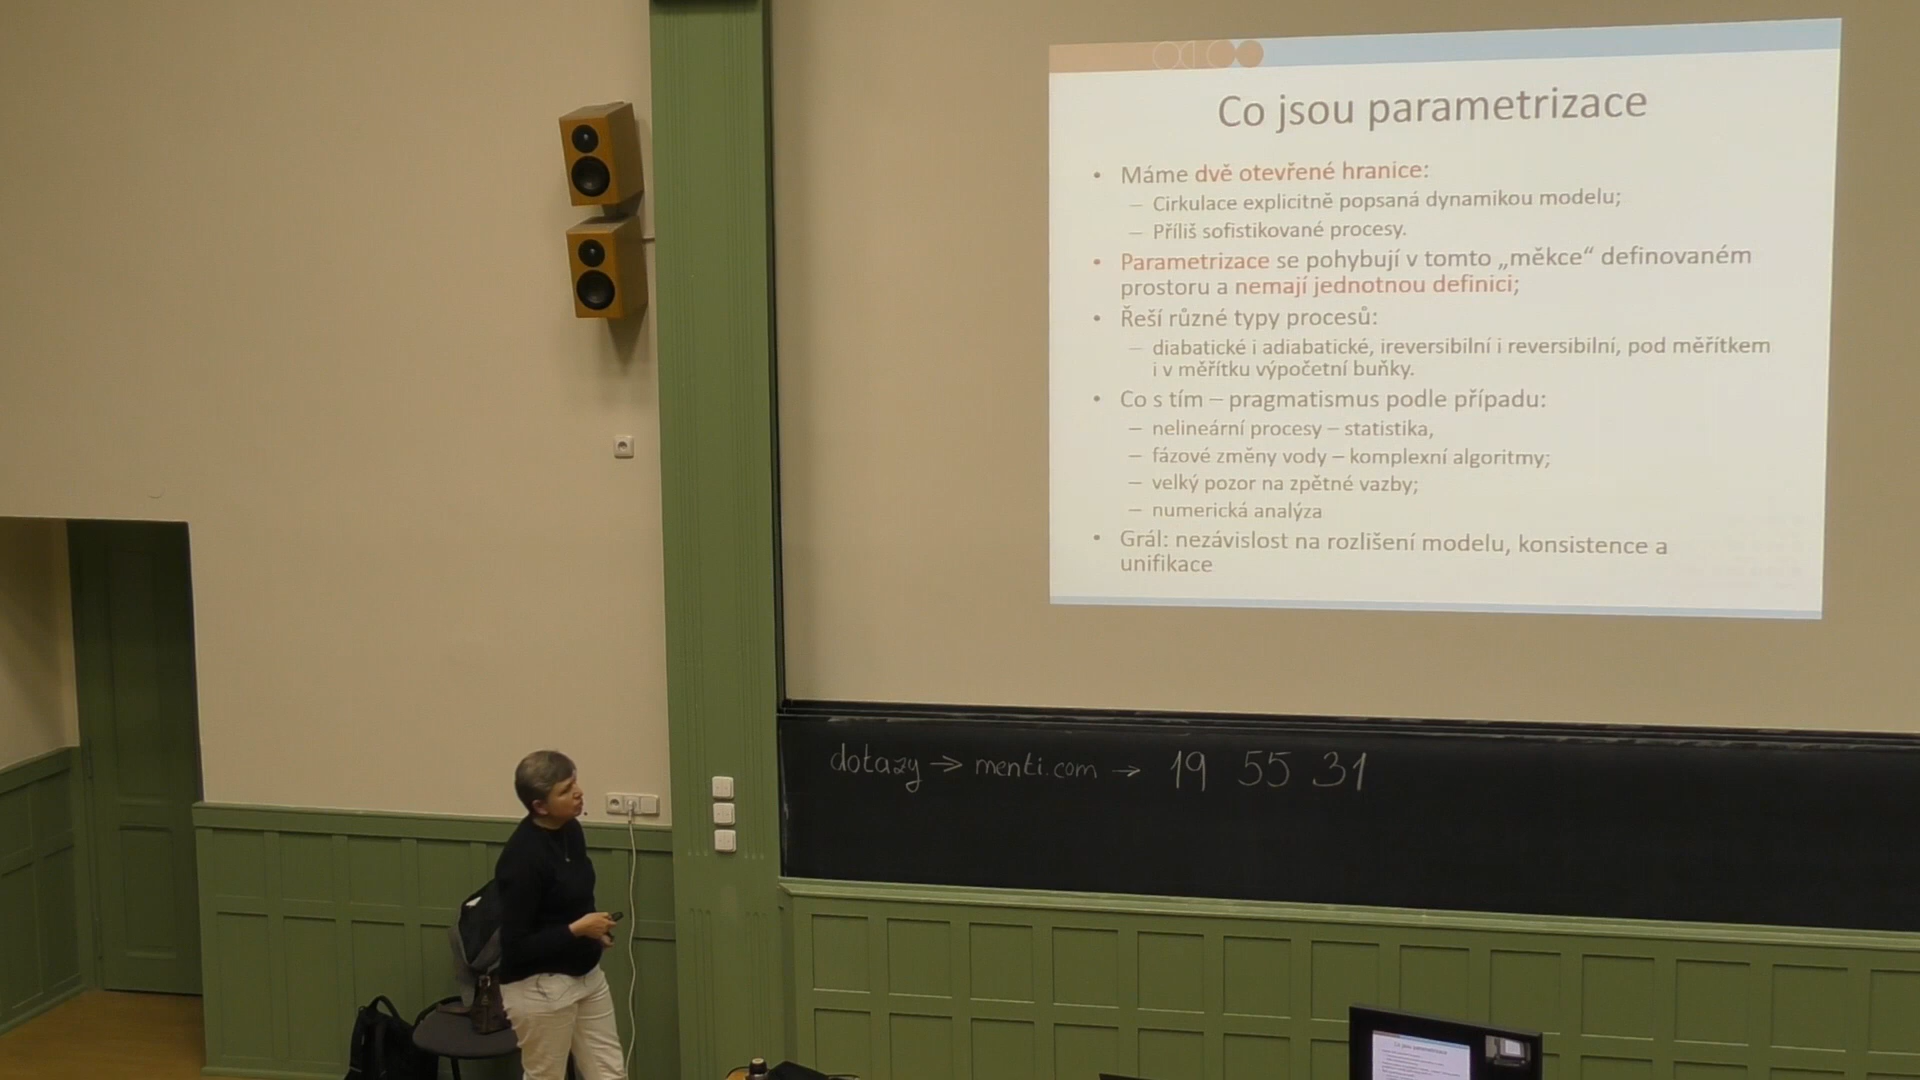 Co jsou parametrizace
• Máme dvě otevřené hranice:
– Cirkulace explicitně popsaná dynamikou modelu;
– Příliš sofistikované procesy.
• Parametrizace se pohybují v tomto „měkce“ definovaném
prostoru a nemají jednotnou definici;
• Řeší různé typy procesů:
– diabatické i adiabatické, ireversibilní i reversibilní, pod měřítkem
i v měřítku výpočetní buňky.
• Co s tím – pragmatismus podle případu:
– nelineární procesy – statistika,
– fázové změny vody – komplexní algoritmy;
– velký pozor na zpětné vazby;
– numerická analýza
• Grál: nezávislost na rozlišení modelu, konsistence a
unifikace
dotazy → menti.com → 19 55 31
Co jsou parametrizace